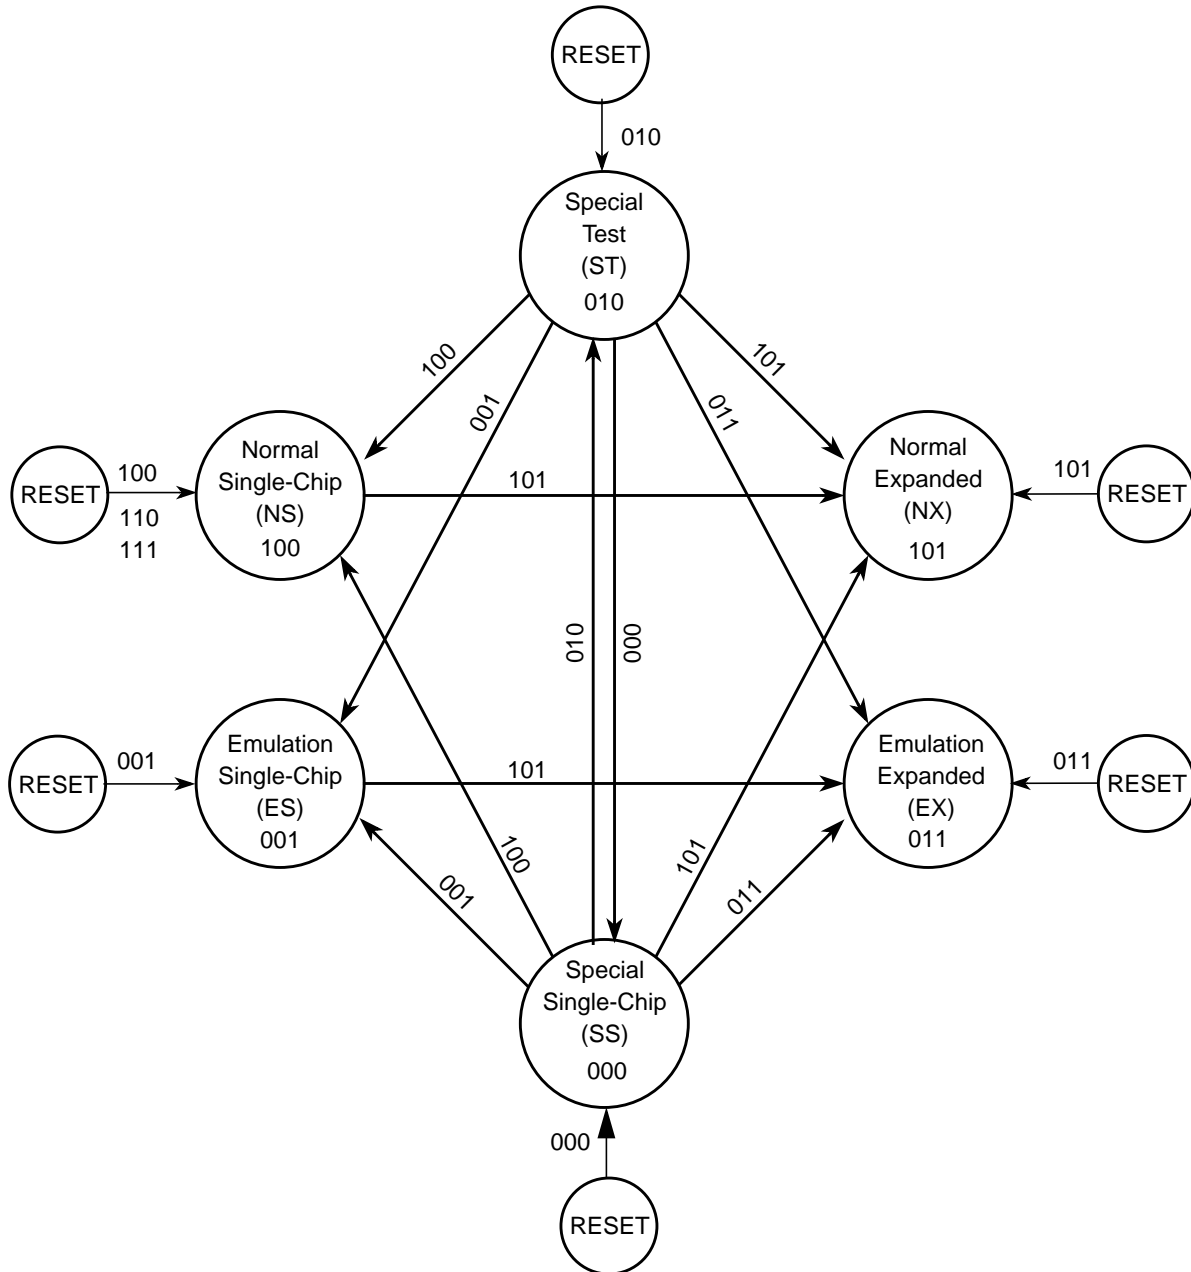 RESET
010
Special
Test
(ST)
010
100
101
001
011
Normal
Single-Chip
(NS)
100
Normal
Expanded
(NX)
101
RESET
100
110
111
101
101
RESET
010
000
RESET
001
Emulation
Single-Chip
(ES)
001
101
Emulation
Expanded
(EX)
011
011
RESET
001
100
101
011
Special
Single-Chip
(SS)
000
000
RESET